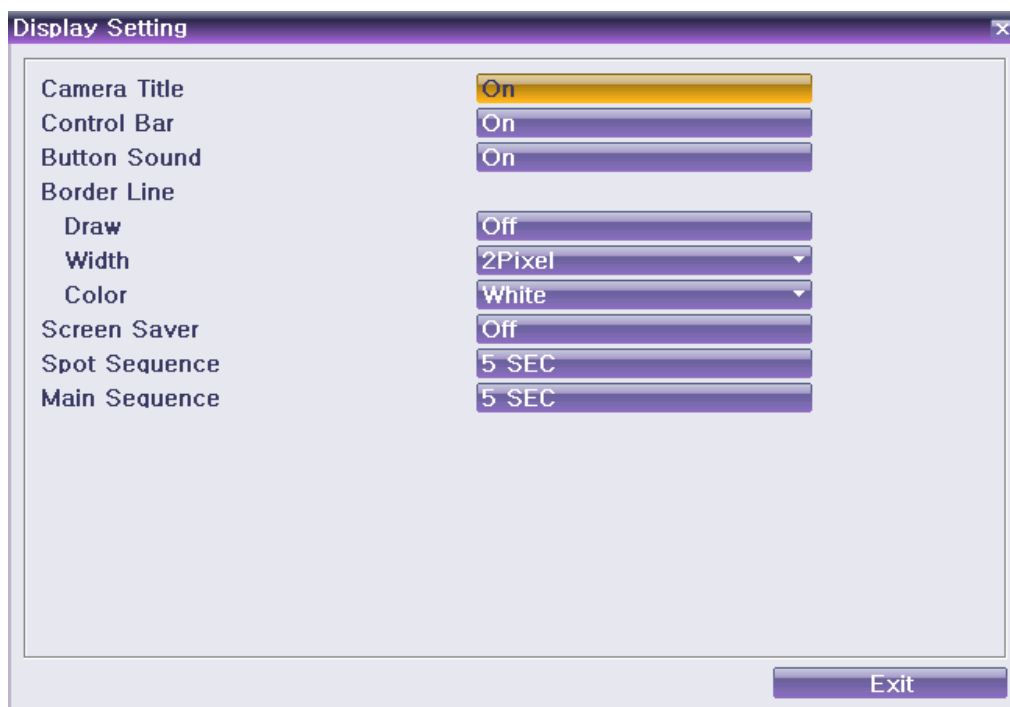 Display Setting
Camera Title On
Control Bar On
Button Sound On
Border Line
Draw Off
Width 2Pixel
Color White
Screen Saver Off
Spot Sequence 5 SEC
Main Sequence 5 SEC
Exit